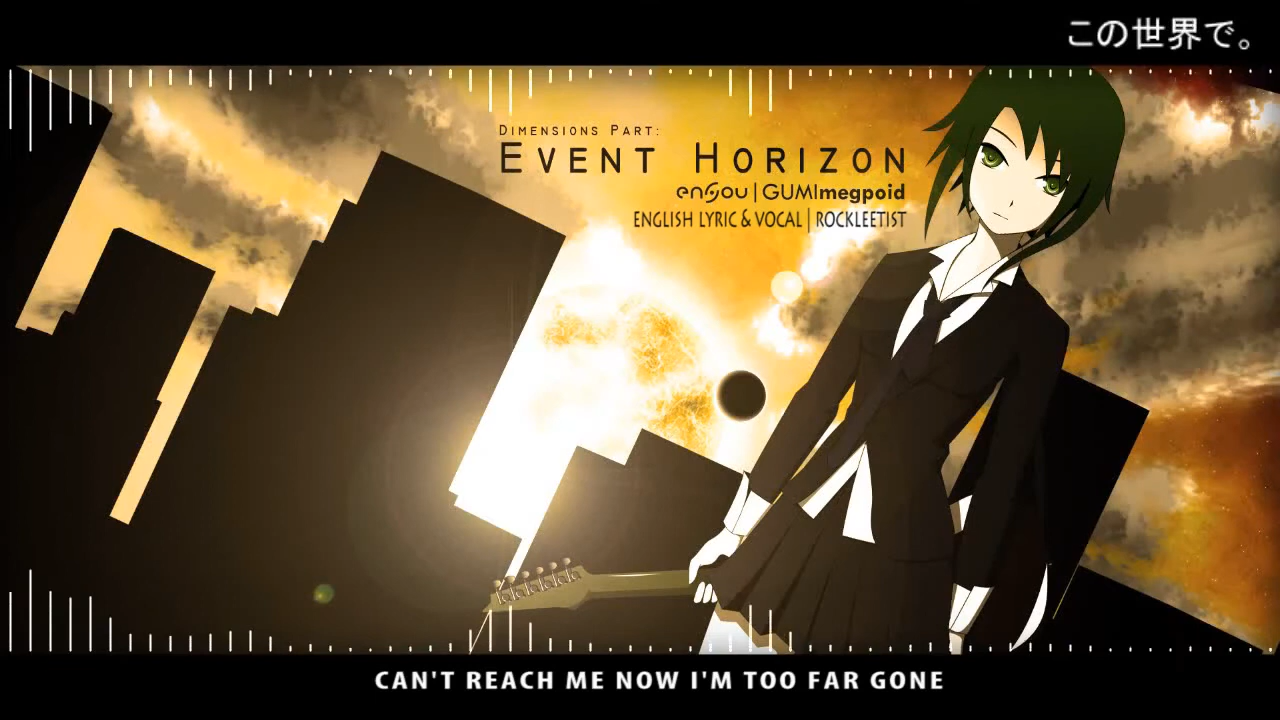 この世界で。
DIMENSIONS PART:
EVENT HORIZON
ensou | GUMImegpoid
ENGLISH LYRIC & VOCAL | ROCKLEETIST
CAN'T REACH ME NOW I'M TOO FAR GONE